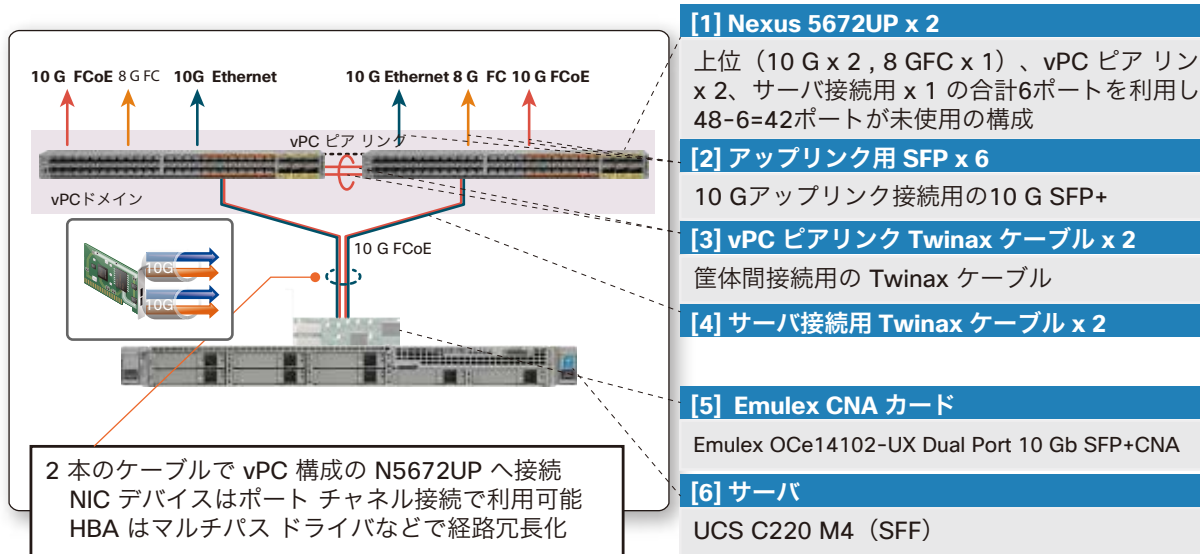 10 G FCoE 8 G FC 10G Ethernet
10 G Ethernet 8 G FC 10 G FCoE
vPC ピア リンク
vPCドメイン
10 G FCoE
10G
10G
2 本のケーブルで vPC 構成の N5672UP へ接続
NIC デバイスはポート チャネル接続で利用可能
HBA はマルチパス ドライバなどで経路冗長化
[1] Nexus 5672UP x 2
上位（10 G x 2 , 8 GFC x 1）、vPC ピア リン
x 2、サーバ接続用 x 1 の合計6ポートを利用し
48-6=42ポートが未使用の構成
[2] アップリンク用 SFP x 6
10 Gアップリンク接続用の10 G SFP+
[3] vPC ピアリンク Twinax ケーブル x 2
筐体間接続用の Twinax ケーブル
[4] サーバ接続用 Twinax ケーブル x 2
[5] Emulex CNA カード
Emulex OCe14102-UX Dual Port 10 Gb SFP+CNA
[6] サーバ
UCS C220 M4（SFF）